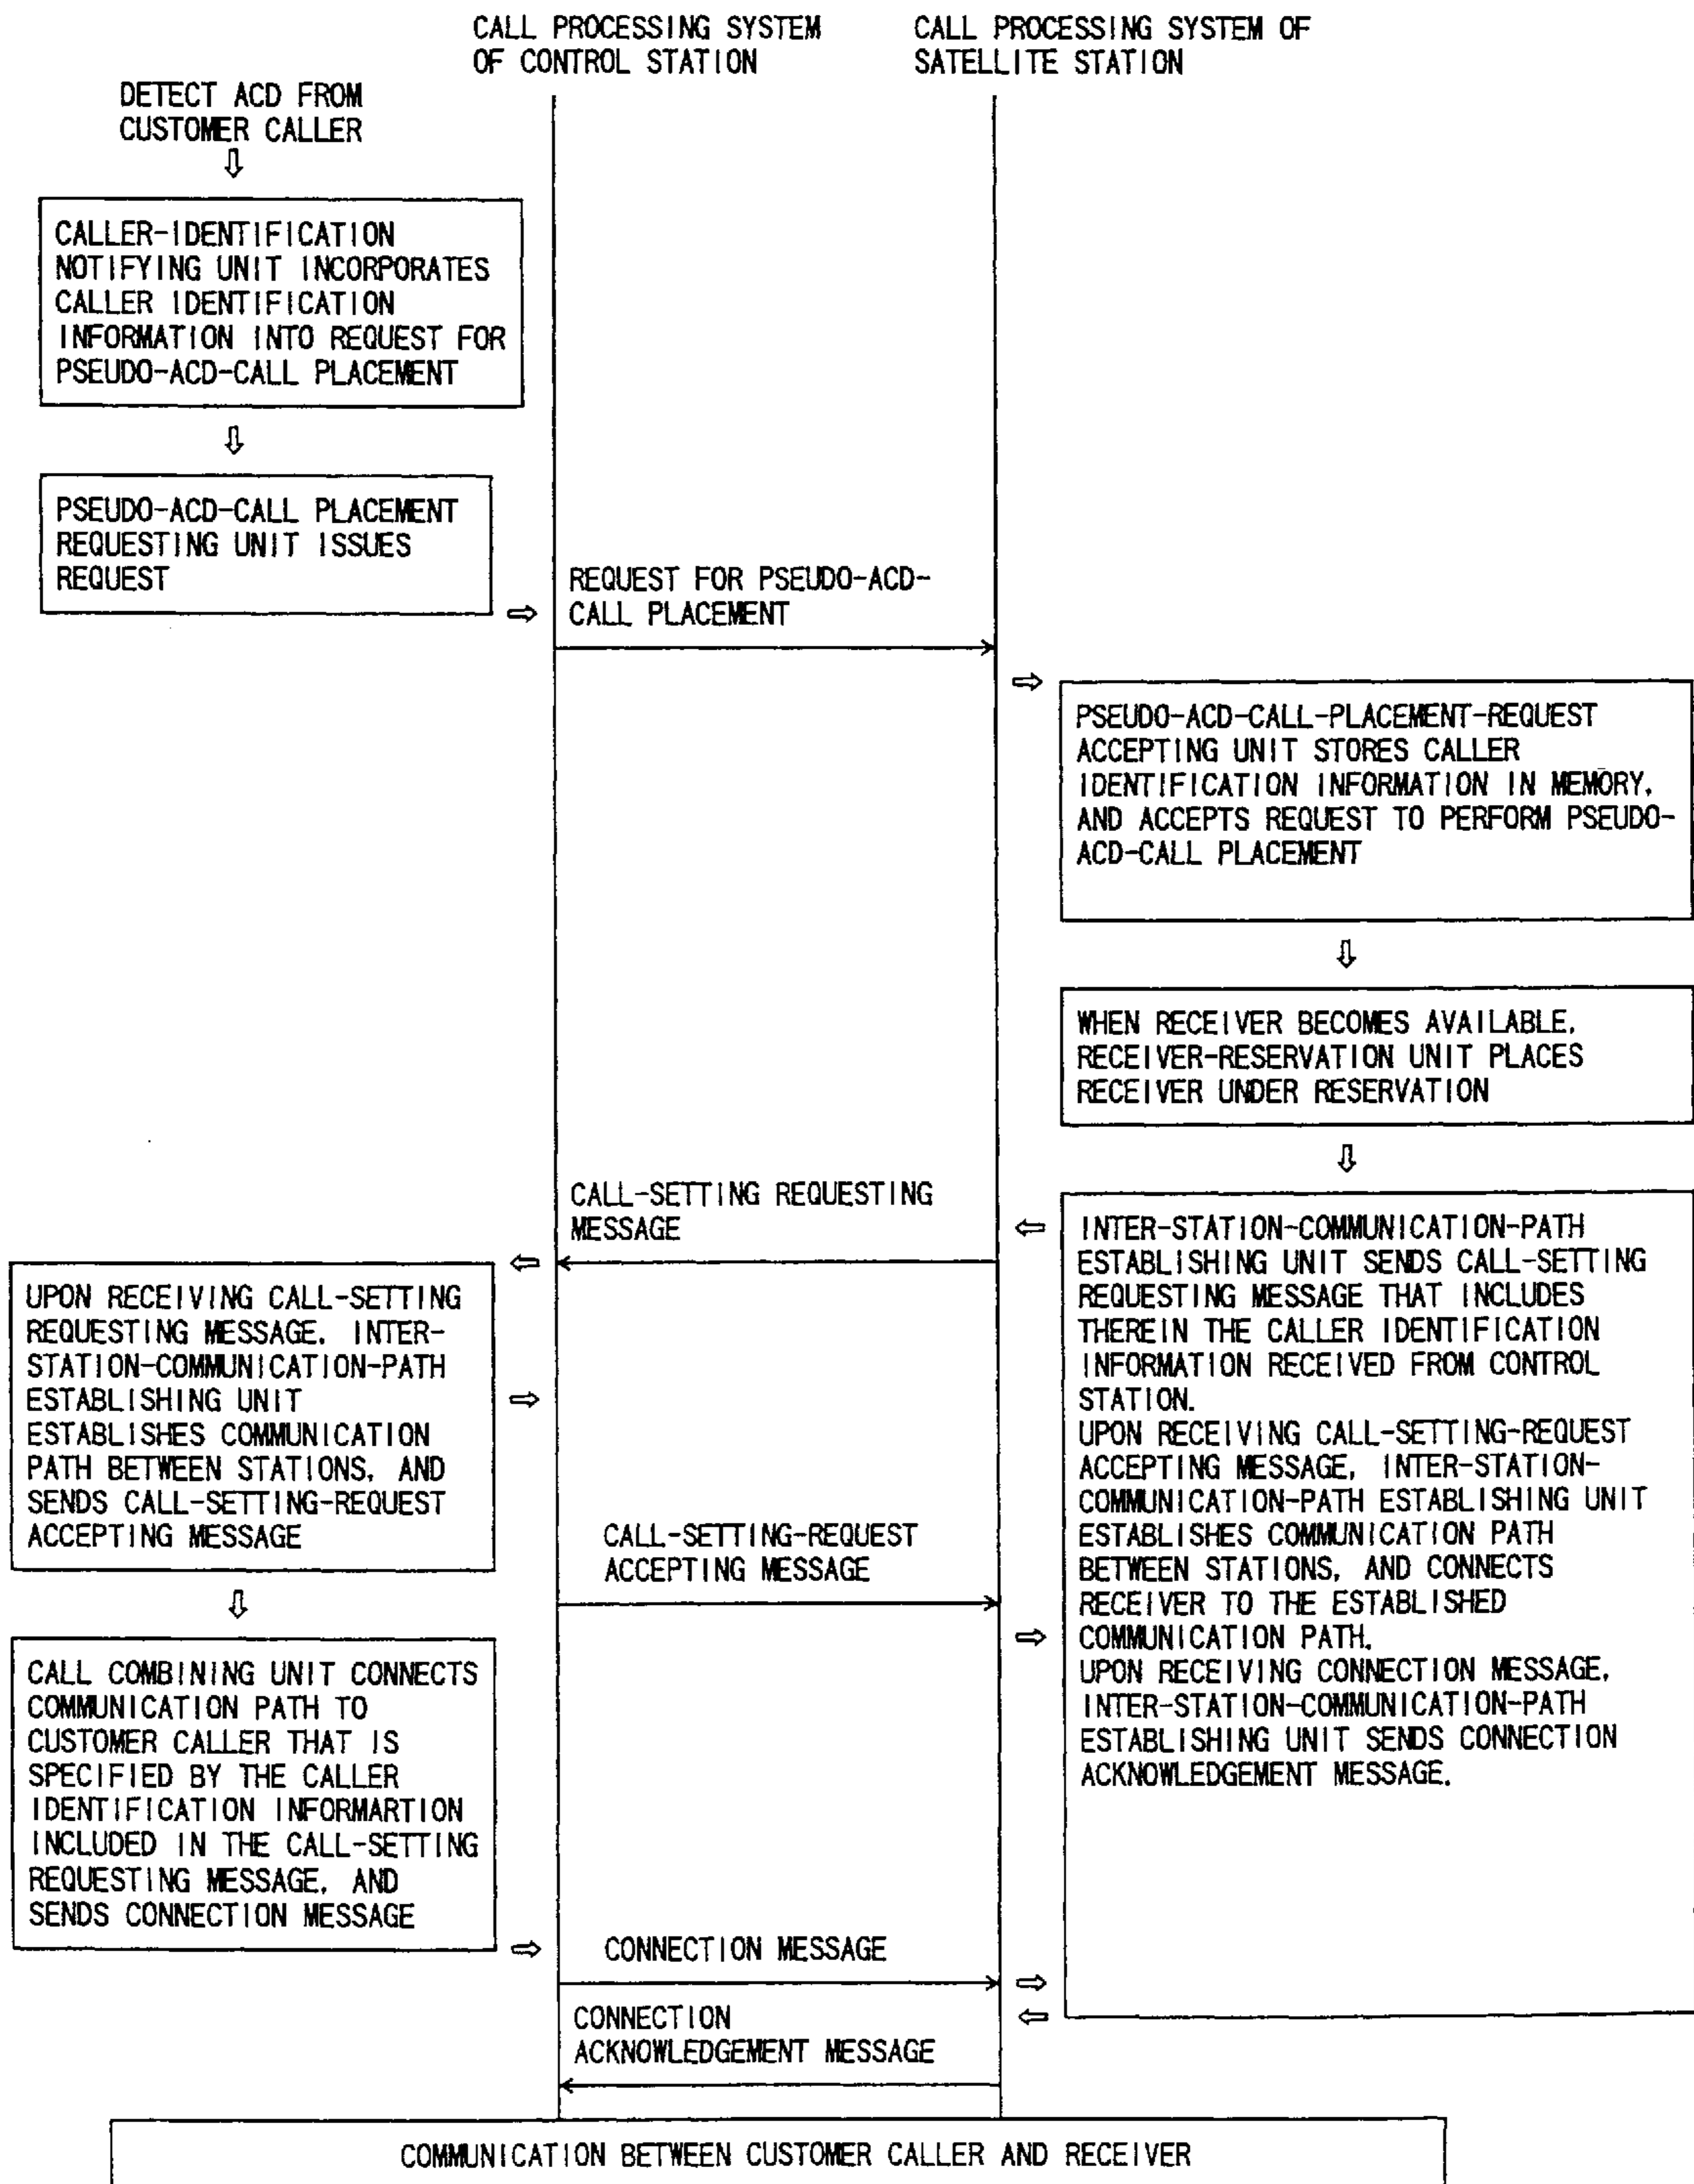 CALL PROCESSING SYSTEM
OF CONTROL STATION
CALL PROCESSING SYSTEM OF
SATELLITE STATION
DETECT ACD FROM
CUSTOMER CALLER
CALLER-IDENTIFICATION
NOTIFYING UNIT INCORPORATES
CALLER IDENTIFICATION
INFORMATION INTO REQUEST FOR
PSEUDO-ACD-CALL PLACEMENT
PSEUDO-ACD-CALL PLACEMENT
REQUESTING UNIT ISSUES
REQUEST
REQUEST FOR PSEUDO-ACD-
CALL PLACEMENT
PSEUDO-ACD-CALL-PLACEMENT-REQUEST
ACCEPTING UNIT STORES CALLER
IDENTIFICATION INFORMATION IN MEMORY,
AND ACCEPTS REQUEST TO PERFORM PSEUDO-
ACD-CALL PLACEMENT
WHEN RECEIVER BECOMES AVAILABLE,
RECEIVER-RESERVATION UNIT PLACES
RECEIVER UNDER RESERVATION
CALL-SETTING REQUESTING
MESSAGE
INTER-STATION-COMMUNICATION-PATH
ESTABLISHING UNIT SENDS CALL-SETTING
REQUESTING MESSAGE THAT INCLUDES
THEREIN THE CALLER IDENTIFICATION
INFORMATION RECEIVED FROM CONTROL
STATION.
UPON RECEIVING CALL-SETTING-REQUEST
ACCEPTING MESSAGE, INTER-STATION-
COMMUNICATION-PATH ESTABLISHING UNIT
ESTABLISHES COMMUNICATION PATH
BETWEEN STATIONS, AND CONNECTS
RECEIVER TO THE ESTABLISHED
COMMUNICATION PATH.
UPON RECEIVING CONNECTION MESSAGE,
INTER-STATION-COMMUNICATION-PATH
ESTABLISHING UNIT SENDS CONNECTION
ACKNOWLEDGEMENT MESSAGE.
UPON RECEIVING CALL-SETTING
REQUESTING MESSAGE, INTER-
STATION-COMMUNICATION-PATH
ESTABLISHING UNIT
ESTABLISHES COMMUNICATION
PATH BETWEEN STATIONS, AND
SENDS CALL-SETTING-REQUEST
ACCEPTING MESSAGE
CALL-SETTING-REQUEST
ACCEPTING MESSAGE
CALL COMBINING UNIT CONNECTS
COMMUNICATION PATH TO
CUSTOMER CALLER THAT IS
SPECIFIED BY THE CALLER
IDENTIFICATION INFORMARTION
INCLUDED IN THE CALL-SETTING
REQUESTING MESSAGE, AND
SENDS CONNECTION MESSAGE
CONNECTION MESSAGE
CONNECTION
ACKNOWLEDGEMENT MESSAGE
COMMUNICATION BETWEEN CUSTOMER CALLER AND RECEIVER